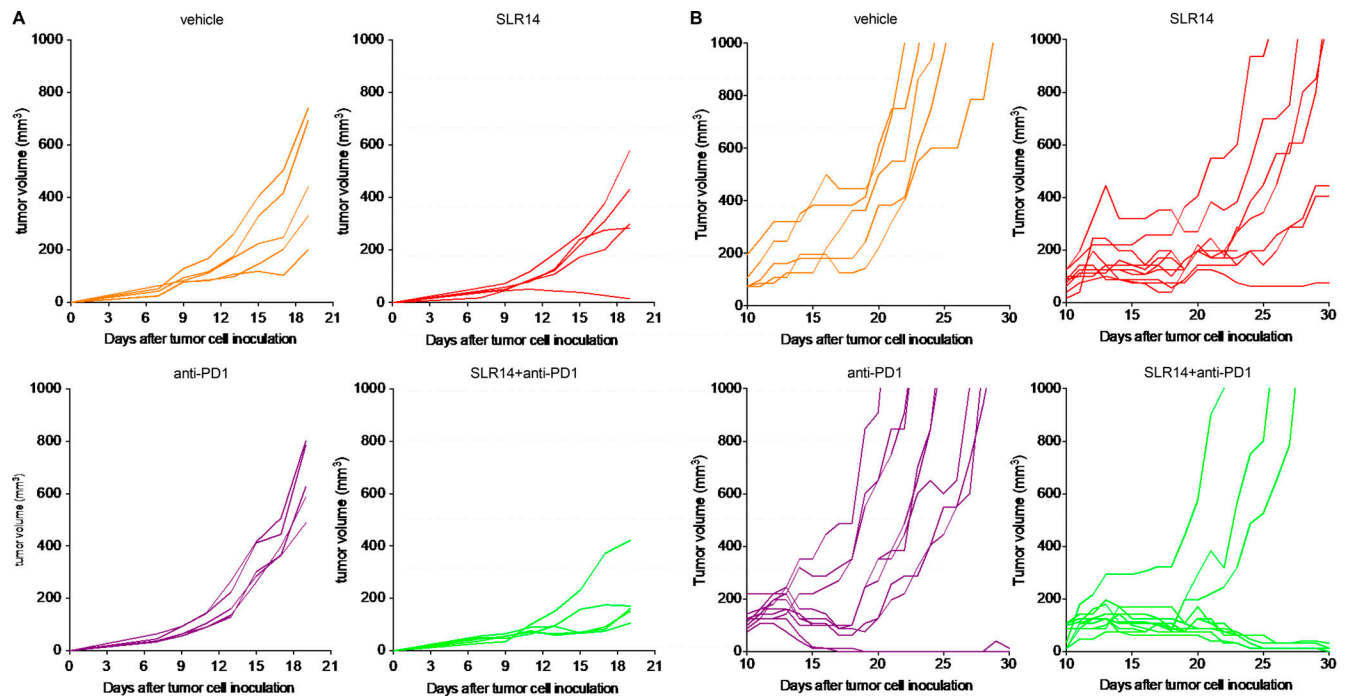 A
vehicle
SLR14
B
vehicle
SLR14
1000
800
600
400
200
0
tumor volume (mm³)
0 3 6 9 12 15 18 21
Days after tumor cell inoculation
1000
800
600
400
200
0
tumor volume (mm³)
0 3 6 9 12 15 18 21
Days after tumor cell inoculation
1000
800
600
400
200
0
Tumor volume (mm³)
10 15 20 25 30
Days after tumor cell inoculation
1000
800
600
400
200
0
Tumor volume (mm³)
10 15 20 25 30
Days after tumor cell inoculation
anti-PD1
SLR14+anti-PD1
anti-PD1
SLR14+anti-PD1
1000
800
600
400
200
0
tumor volume (mm³)
0 3 6 9 12 15 18 21
Days after tumor cell inoculation
1000
800
600
400
200
0
tumor volume (mm³)
0 3 6 9 12 15 18 21
Days after tumor cell inoculation
1000
800
600
400
200
0
Tumor volume (mm³)
10 15 20 25 30
Days after tumor cell inoculation
1000
800
600
400
200
0
Tumor volume (mm³)
10 15 20 25 30
Days after tumor cell inoculation